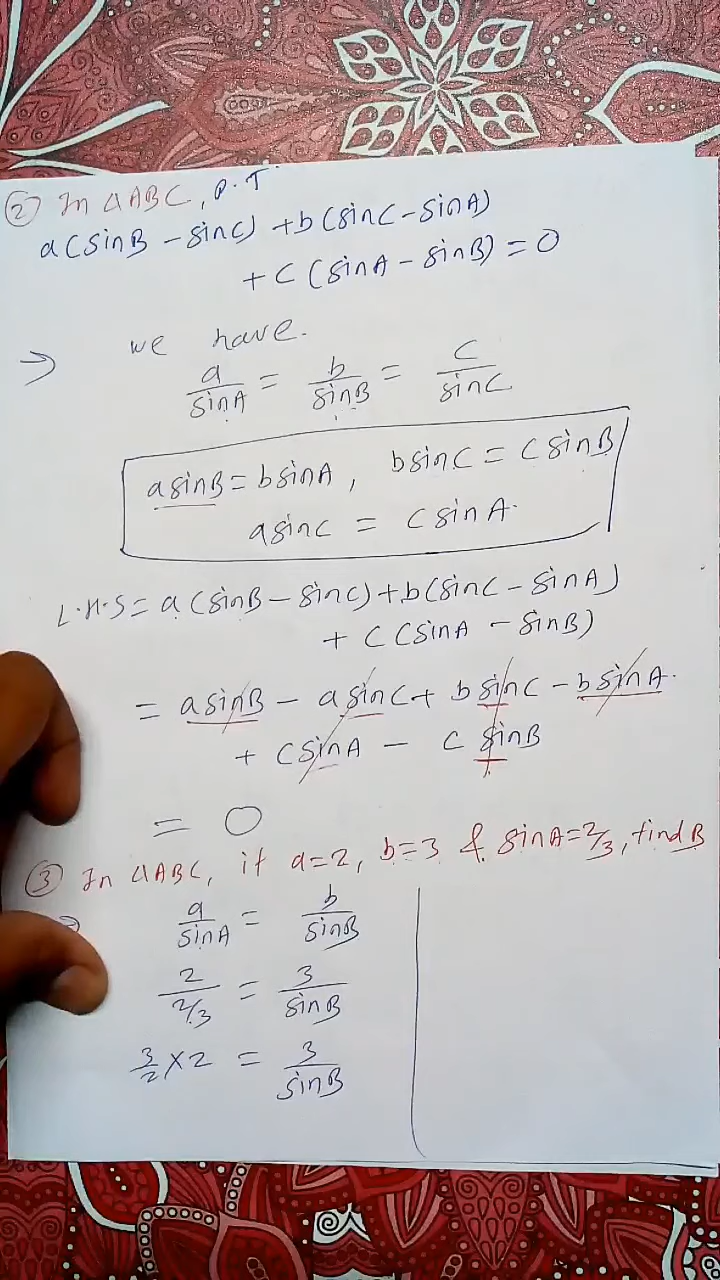 ② In ΔABC, P.T.
a(sinB - sinC) + b(sinC - sinA)
+ C(sinA - sinB) = 0
⇒ we have.
a/sinA = b/sinB = C/sinC
asinB = bsinA, bsinC = CsinB
asinC = CsinA.
L.H.S = a(sinB - sinC) + b(sinC - sinA)
+ C(sinA - sinB)
= asinB - asinC + bsinC - bsinA.
+ CsinA - CsinB
= 0
③ In ΔABC, if a=2, b=3 & sinA=2/3, find B
⇒ a/sinA = b/sinB
2/(2/3) = 3/sinB
3/2 × 2 = 3/sinB